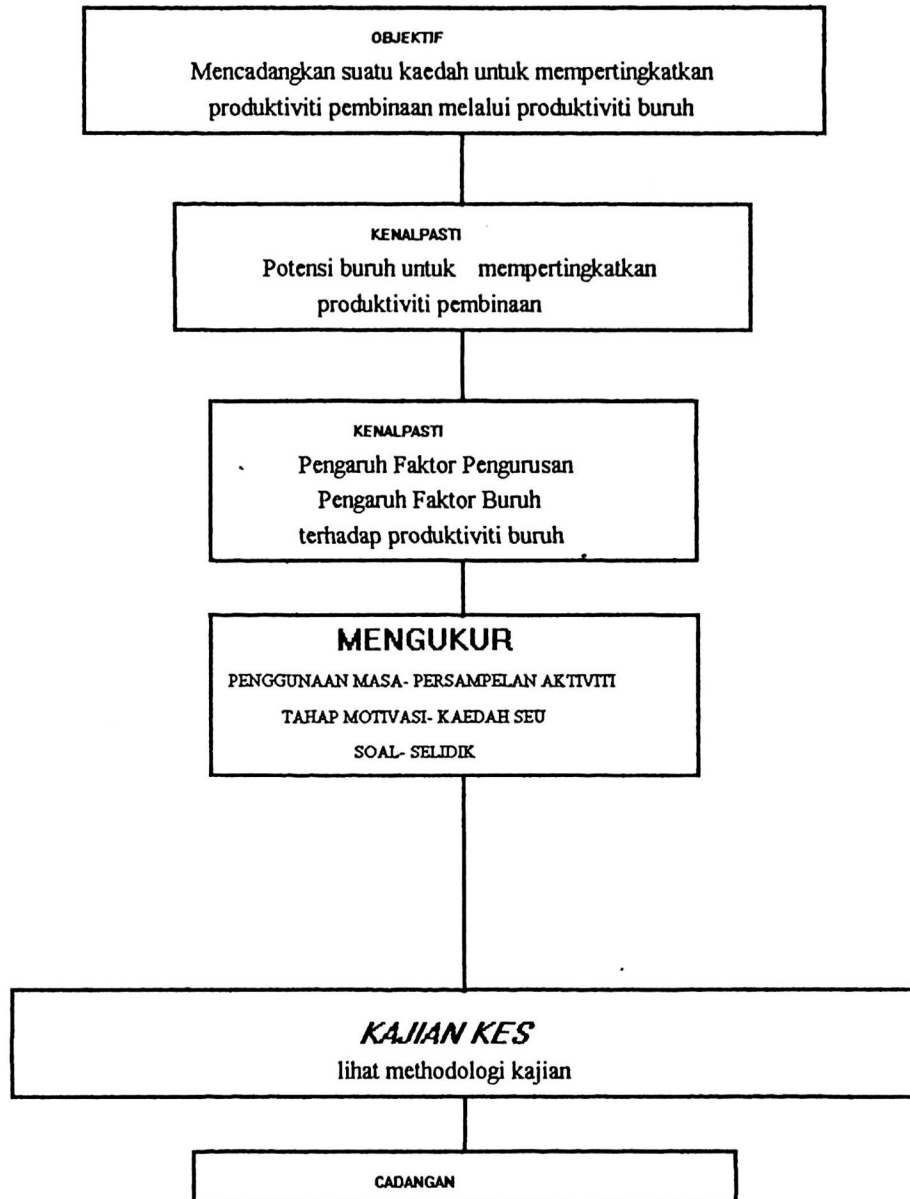 OBJEKTIF
Mencadangkan suatu kaedah untuk mempertingkatkan
produktiviti pembinaan melalui produktiviti buruh
KENALPASTI
Potensi buruh untuk mempertingkatkan
produktiviti pembinaan
KENALPASTI
Pengaruh Faktor Pengurusan
Pengaruh Faktor Buruh
terhadap produktiviti buruh
MENGUKUR
PENGGUNAAN MASA- PERSAMPELAN AKTIVITI
TAHAP MOTIVASI- KAEDAH SEU
SOAL- SELIDIK
KAJIAN KES
lihat methodologi kajian
CADANGAN